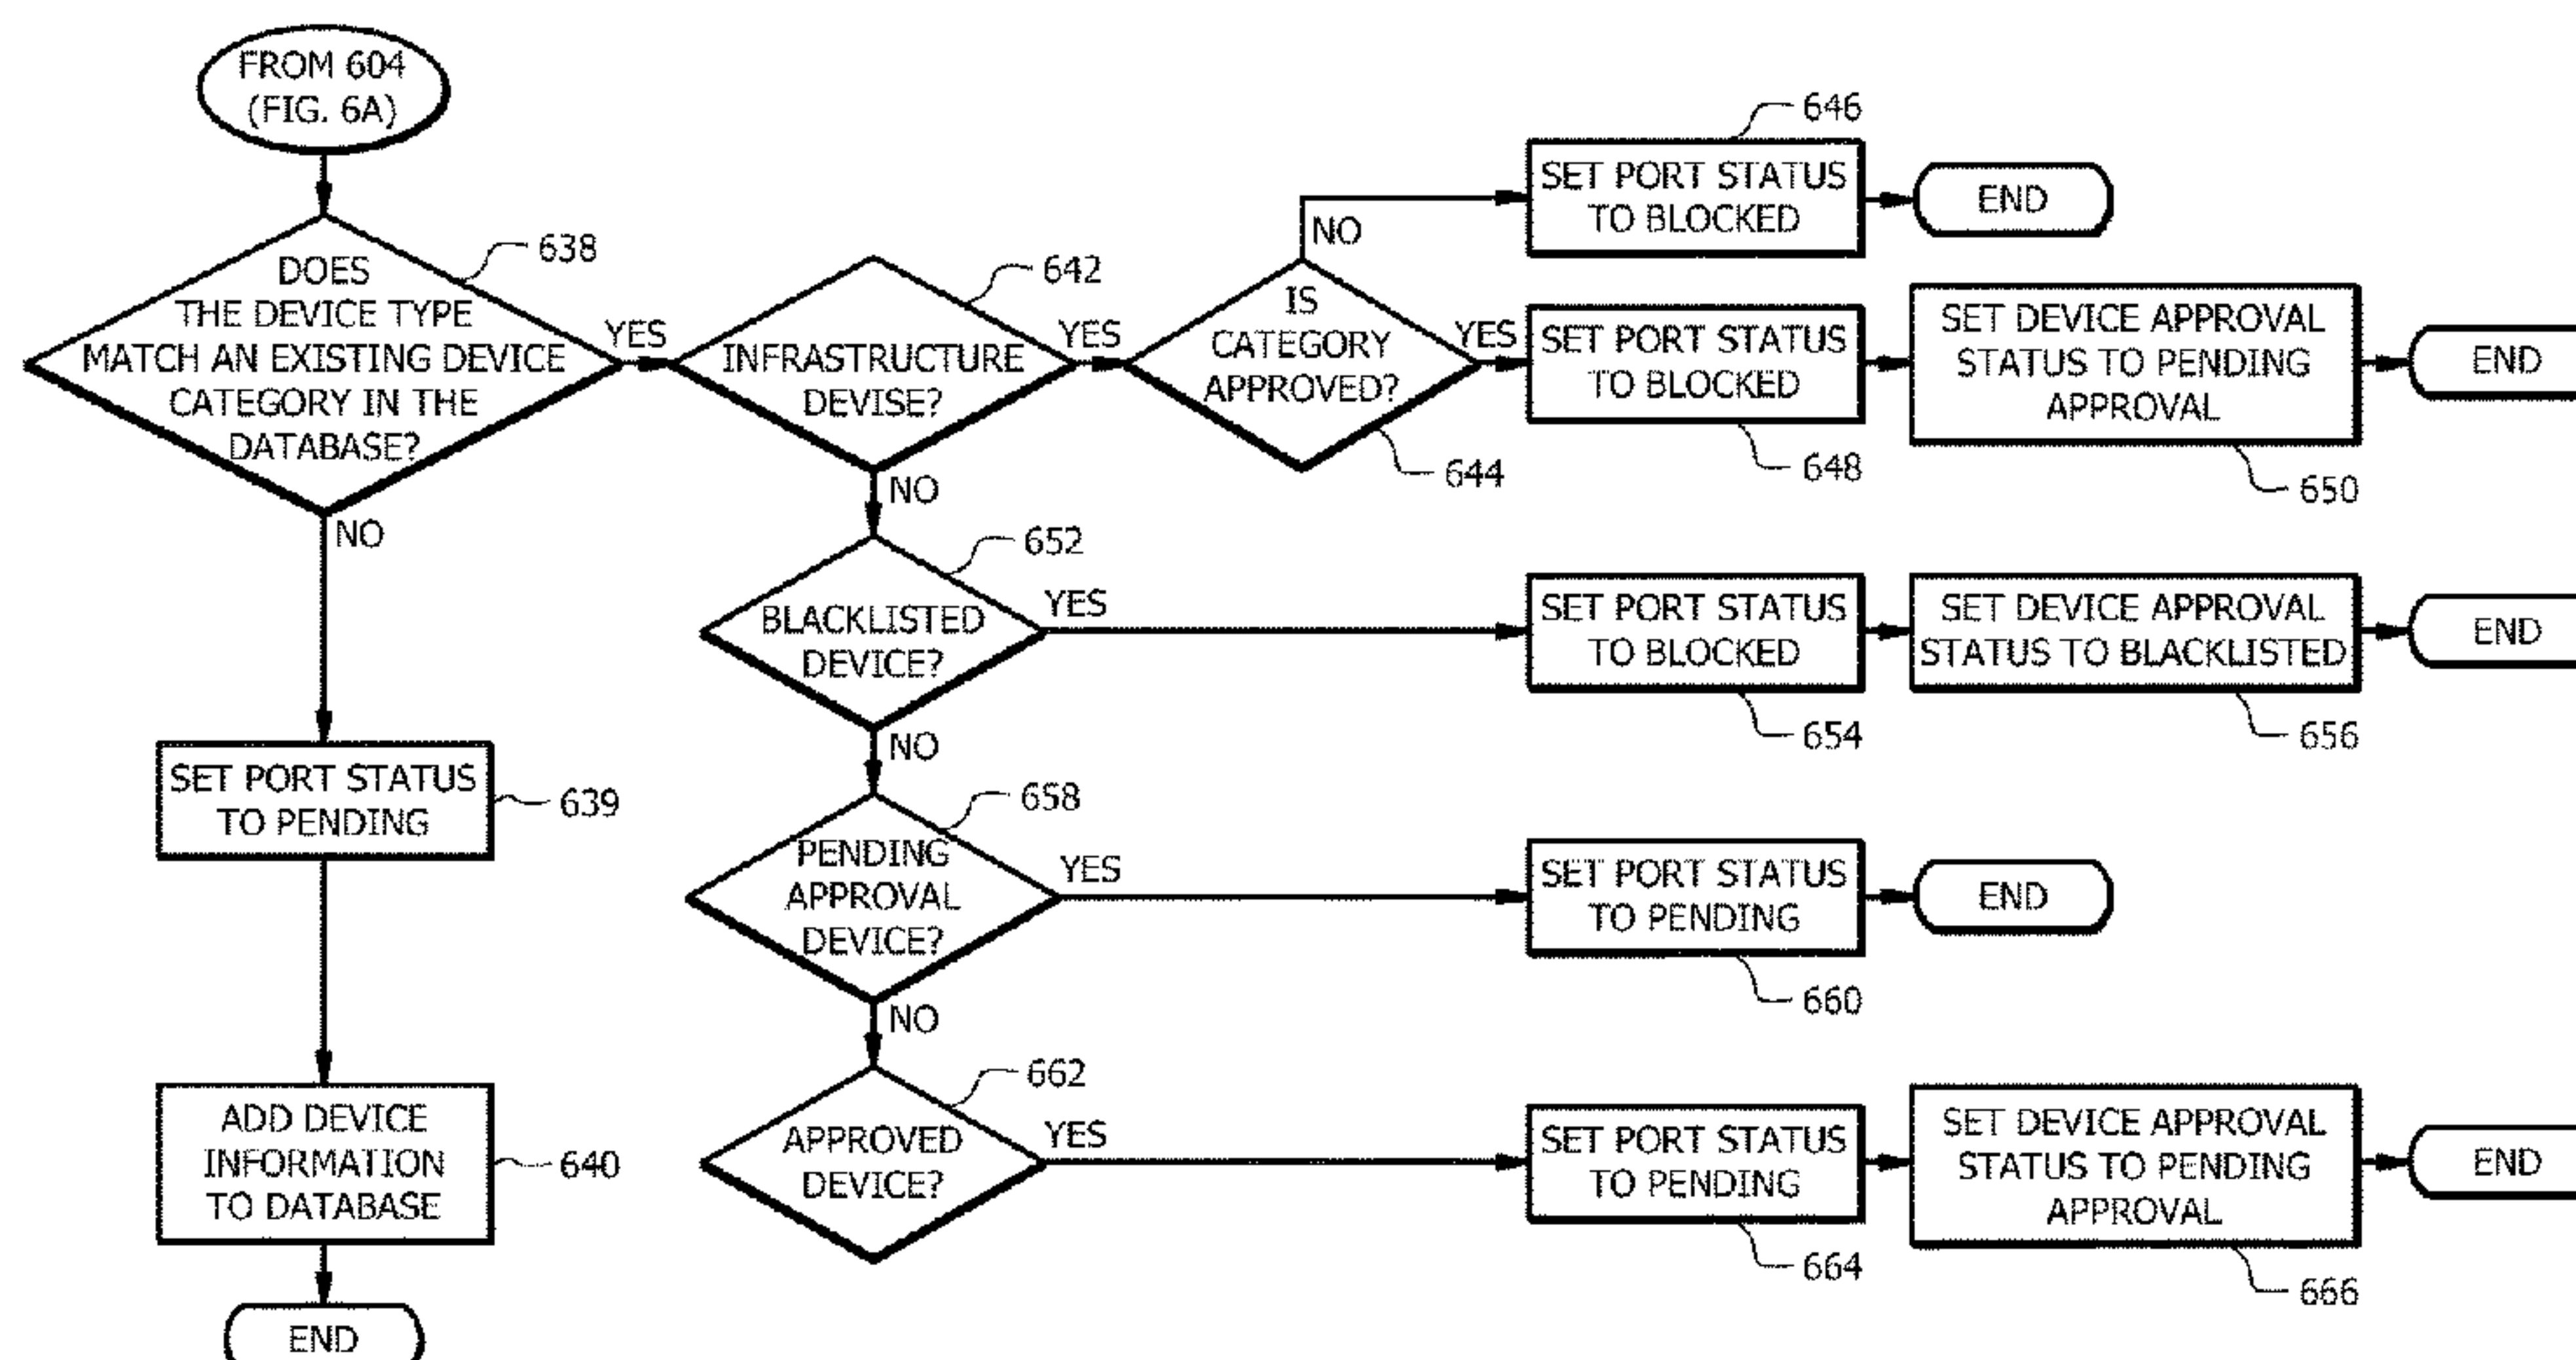 FROM 604
(FIG. 6A)
DOES
THE DEVICE TYPE
MATCH AN EXISTING DEVICE
CATEGORY IN THE
DATABASE?
638
YES
NO
SET PORT STATUS
TO PENDING
639
ADD DEVICE
INFORMATION
TO DATABASE
640
END
INFRASTRUCTURE
DEVISE?
642
YES
NO
IS
CATEGORY
APPROVED?
644
NO
SET PORT STATUS
TO BLOCKED
646
END
YES
SET PORT STATUS
TO BLOCKED
648
SET DEVICE APPROVAL
STATUS TO PENDING
APPROVAL
650
END
BLACKLISTED
DEVICE?
652
YES
SET PORT STATUS
TO BLOCKED
654
SET DEVICE APPROVAL
STATUS TO BLACKLISTED
656
END
NO
PENDING
APPROVAL
DEVICE?
658
YES
SET PORT STATUS
TO PENDING
660
END
NO
APPROVED
DEVICE?
662
YES
SET PORT STATUS
TO PENDING
664
SET DEVICE APPROVAL
STATUS TO PENDING
APPROVAL
666
END